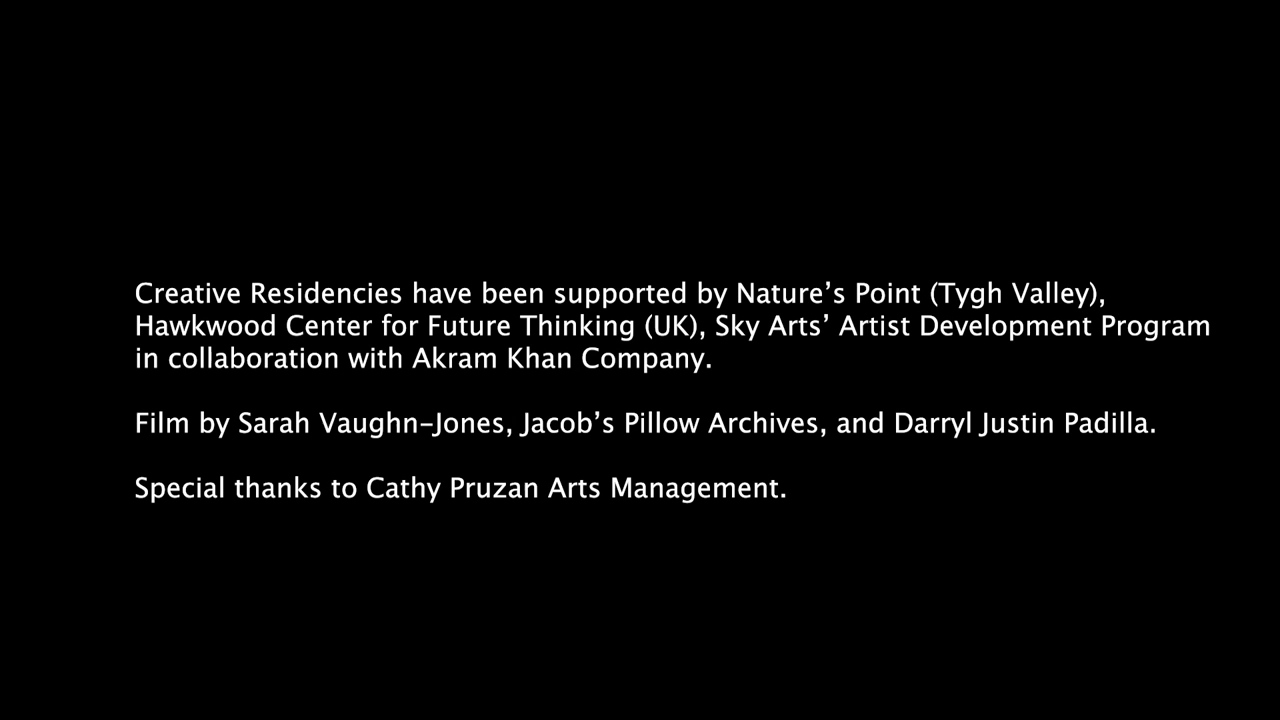 Creative Residencies have been supported by Nature’s Point (Tygh Valley),
Hawkwood Center for Future Thinking (UK), Sky Arts’ Artist Development Program
in collaboration with Akram Khan Company.
Film by Sarah Vaughn-Jones, Jacob’s Pillow Archives, and Darryl Justin Padilla.
Special thanks to Cathy Pruzan Arts Management.